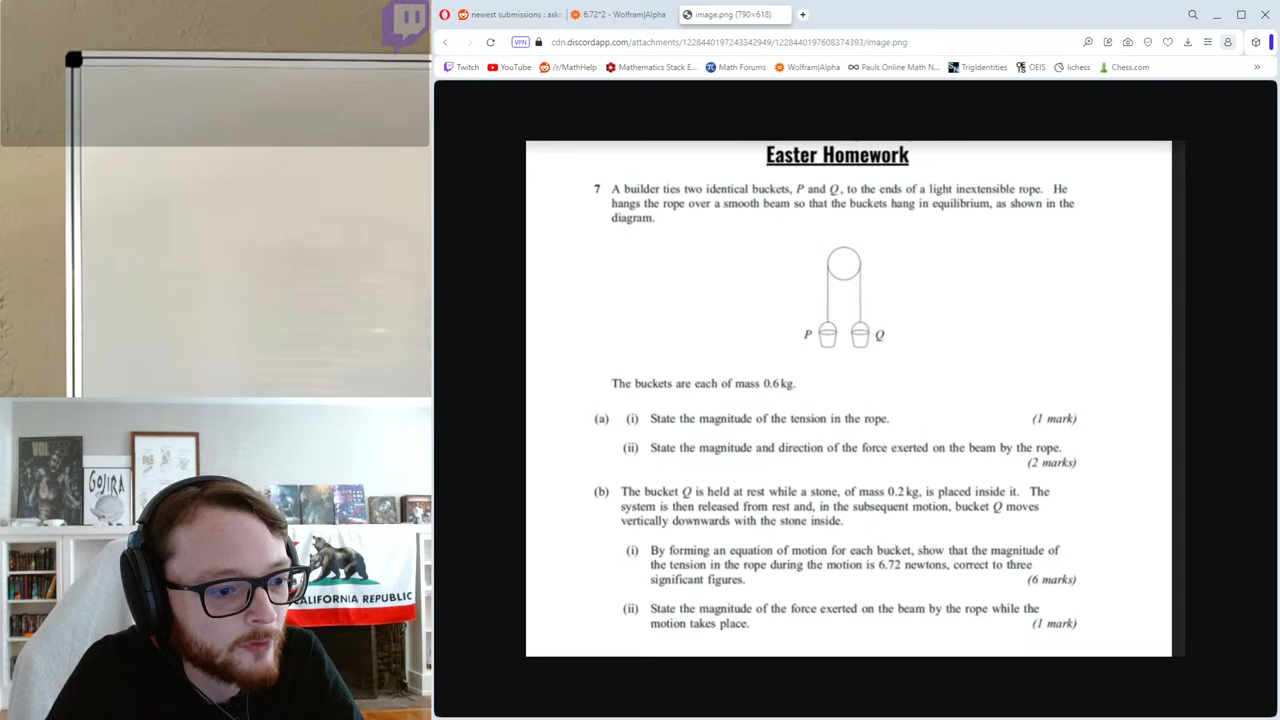 newest submissions : ask
6.72*2 - Wolfram|Alpha
image.png (790×618)
VPN
cdn.discordapp.com/attachments/1228440197243342949/1228440197608374393/image.png
Twitch
YouTube
/r/MathHelp
Mathematics Stack E...
Math Forums
Wolfram|Alpha
Pauls Online Math N...
TrigIdentities
OEIS
lichess
Chess.com
Easter Homework
7 A builder ties two identical buckets, P and Q, to the ends of a light inextensible rope. He
hangs the rope over a smooth beam so that the buckets hang in equilibrium, as shown in the
diagram.
P Q
The buckets are each of mass 0.6 kg.
(a) (i) State the magnitude of the tension in the rope. (1 mark)
(ii) State the magnitude and direction of the force exerted on the beam by the rope.
(2 marks)
(b) The bucket Q is held at rest while a stone, of mass 0.2 kg, is placed inside it. The
system is then released from rest and, in the subsequent motion, bucket Q moves
vertically downwards with the stone inside.
(i) By forming an equation of motion for each bucket, show that the magnitude of
the tension in the rope during the motion is 6.72 newtons, correct to three
significant figures. (6 marks)
(ii) State the magnitude of the force exerted on the beam by the rope while the
motion takes place. (1 mark)
GOJIRA
CALIFORNIA REPUBLIC